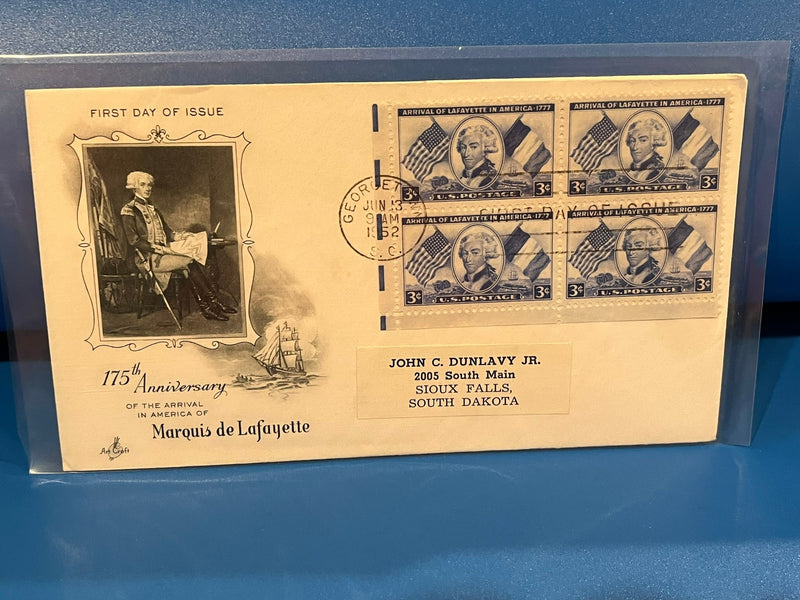 FIRST DAY OF ISSUE
175th Anniversary
OF THE ARRIVAL
IN AMERICA OF
Marquis de Lafayette
Art Craft
GEORGETOWN
JUN 13
9 AM
1952
S. C.
FIRST DAY OF ISSUE
ARRIVAL OF LAFAYETTE IN AMERICA·1777
3¢ U.S. POSTAGE 3¢
ARRIVAL OF LAFAYETTE IN AMERICA·1777
3¢ U.S. POSTAGE 3¢
ARRIVAL OF LAFAYETTE IN AMERICA·1777
3¢ U.S. POSTAGE 3¢
ARRIVAL OF LAFAYETTE IN AMERICA·1777
3¢ U.S. POSTAGE 3¢
JOHN C. DUNLAVY JR.
2005 South Main
SIOUX FALLS,
SOUTH DAKOTA